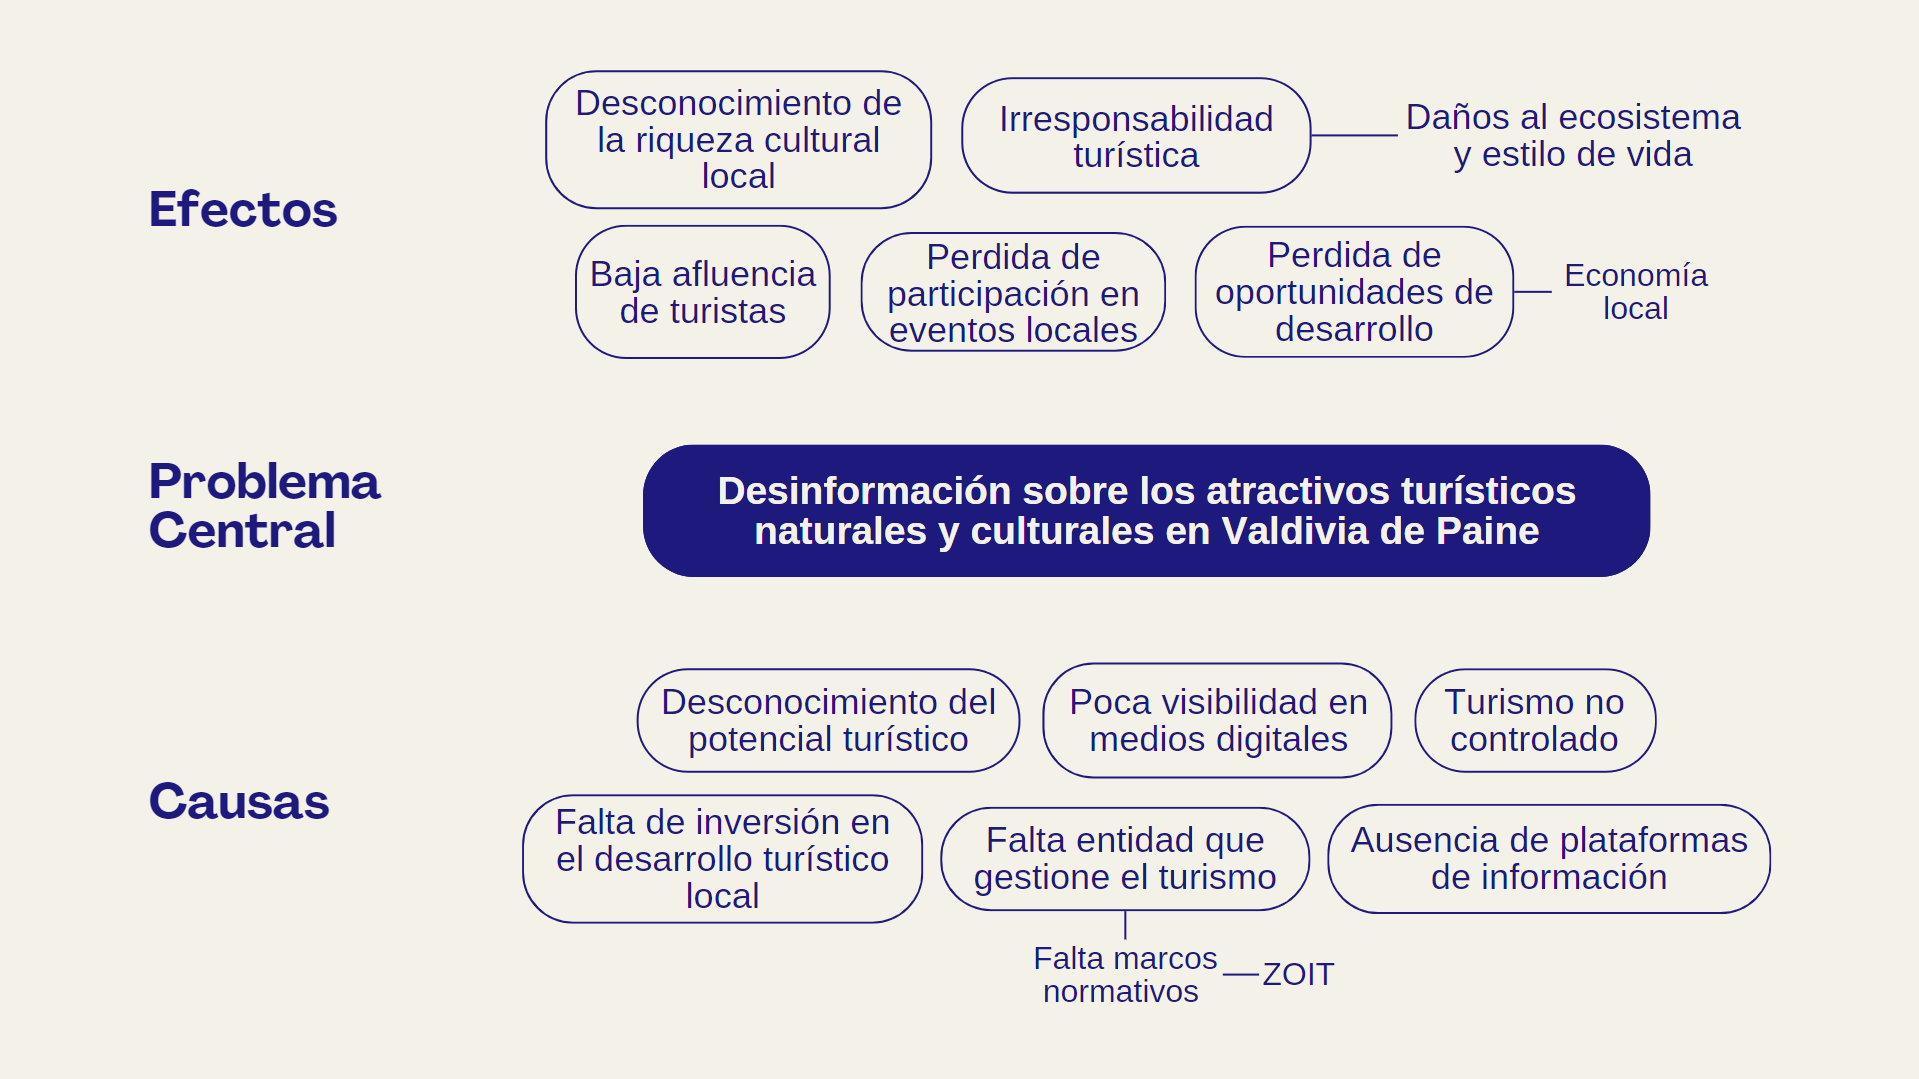 Efectos
Desconocimiento de
la riqueza cultural
local
Irresponsabilidad
turística
Daños al ecosistema
y estilo de vida
Baja afluencia
de turistas
Perdida de
participación en
eventos locales
Perdida de
oportunidades de
desarrollo
Economía
local
Problema
Central
Desinformación sobre los atractivos turísticos
naturales y culturales en Valdivia de Paine
Causas
Desconocimiento del
potencial turístico
Poca visibilidad en
medios digitales
Turismo no
controlado
Falta de inversión en
el desarrollo turístico
local
Falta entidad que
gestione el turismo
Ausencia de plataformas
de información
Falta marcos
normativos
ZOIT